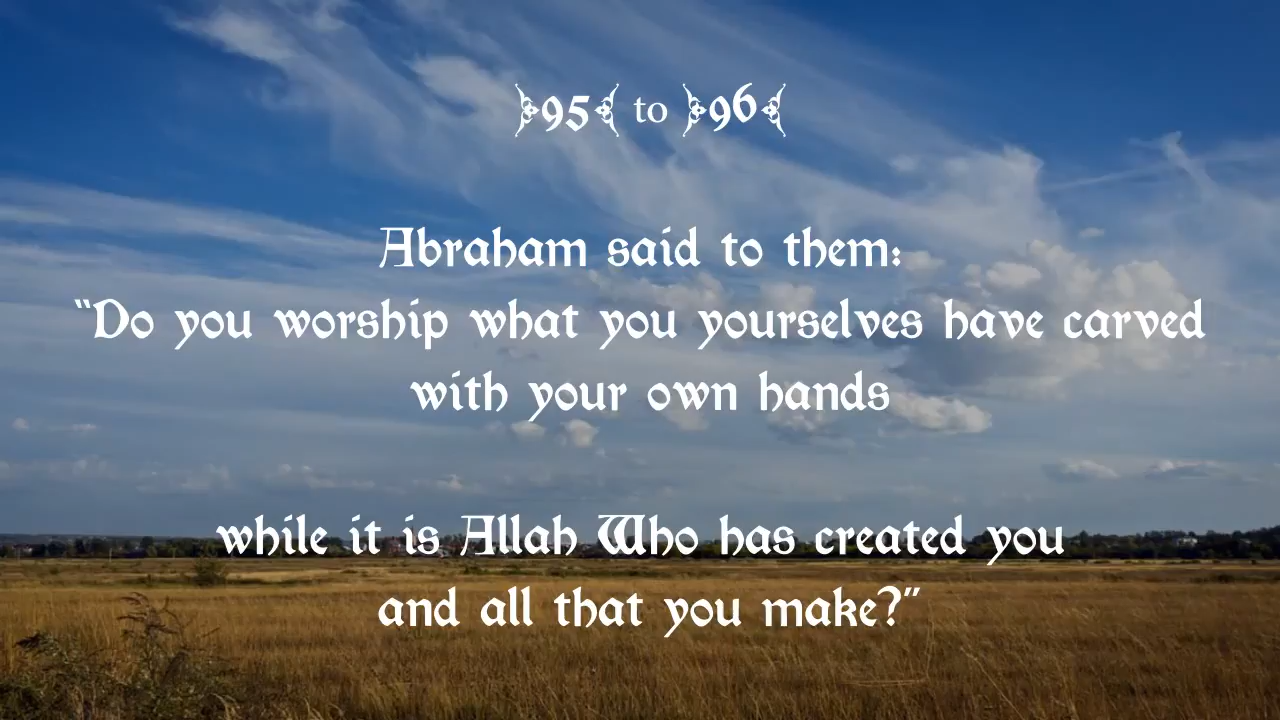 95 to 96
Abraham said to them:
“Do you worship what you yourselves have carved
with your own hands
while it is Allah Who has created you
and all that you make?”